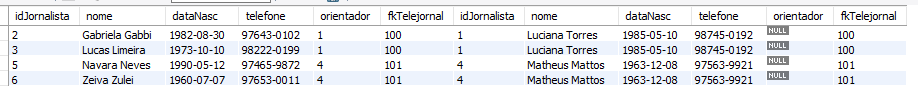 idJornalista nome dataNasc telefone orientador fkTelejornal idJornalista nome dataNasc telefone orientador fkTelejornal
2 Gabriela Gabbi 1982-08-30 97643-0102 1 100 1 Luciana Torres 1985-05-10 98745-0192 NULL 100
3 Lucas Limeira 1973-10-10 98222-0199 1 100 1 Luciana Torres 1985-05-10 98745-0192 NULL 100
5 Navara Neves 1990-05-12 97465-9872 4 101 4 Matheus Mattos 1963-12-08 97563-9921 NULL 101
6 Zeiva Zulei 1960-07-07 97653-0011 4 101 4 Matheus Mattos 1963-12-08 97563-9921 NULL 101